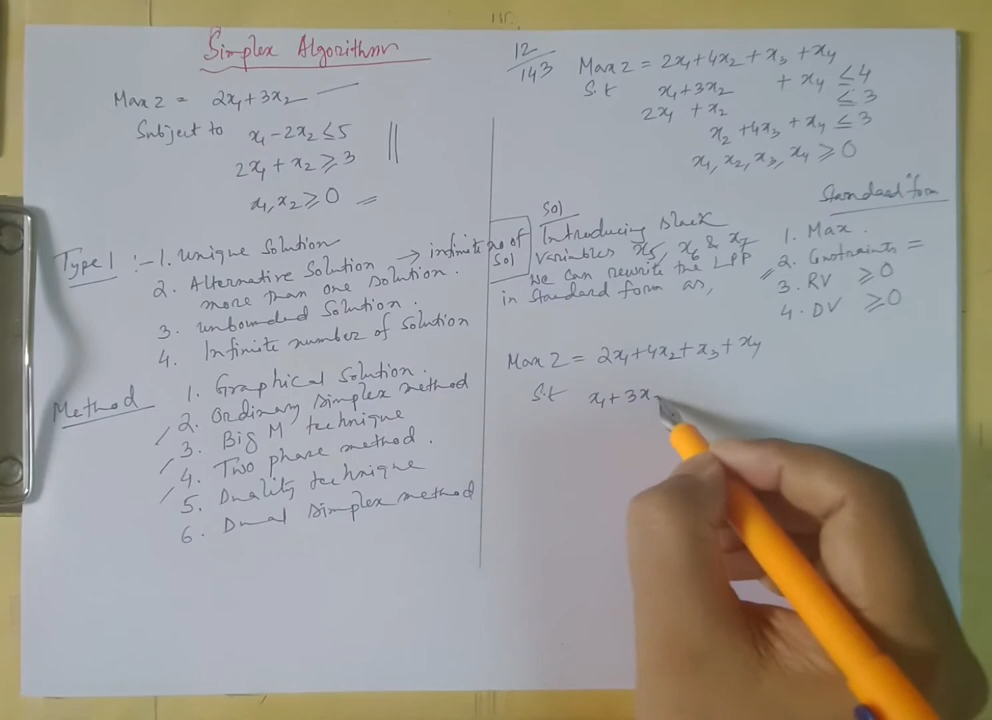 Simplex Algorithm
Max Z = 2x₁+3x₂
Subject to x₁-2x₂≤5
2x₁+x₂≥3
x₁,x₂≥0
Type 1 :- 1. Unique Solution
2. Alternative Solution → infinite no of sol
more than one solution.
3. unbounded Solution.
4. Infinite number of solution
Method 1. Graphical Solution.
2. Ordinary simplex method
3. Big M technique
4. Two phase method.
5. Duality technique
6. Dual simplex method
12/143
Max Z = 2x₁+4x₂+x₃+x₄
S.t x₁+3x₂ + x₄ ≤4
2x₁ + x₂ ≤3
x₂+4x₃+x₄ ≤3
x₁,x₂,x₃,x₄ ≥0
Sol
Introducing slack
variables x₅, x₆ & x₇
we can rewrite the LPP
in standard form as,
Standard form
1. Max.
2. Constraints =
3. RV ≥0
4. DV ≥0
Max Z = 2x₁+4x₂+x₃+x₄
S.t x₁+3x₂